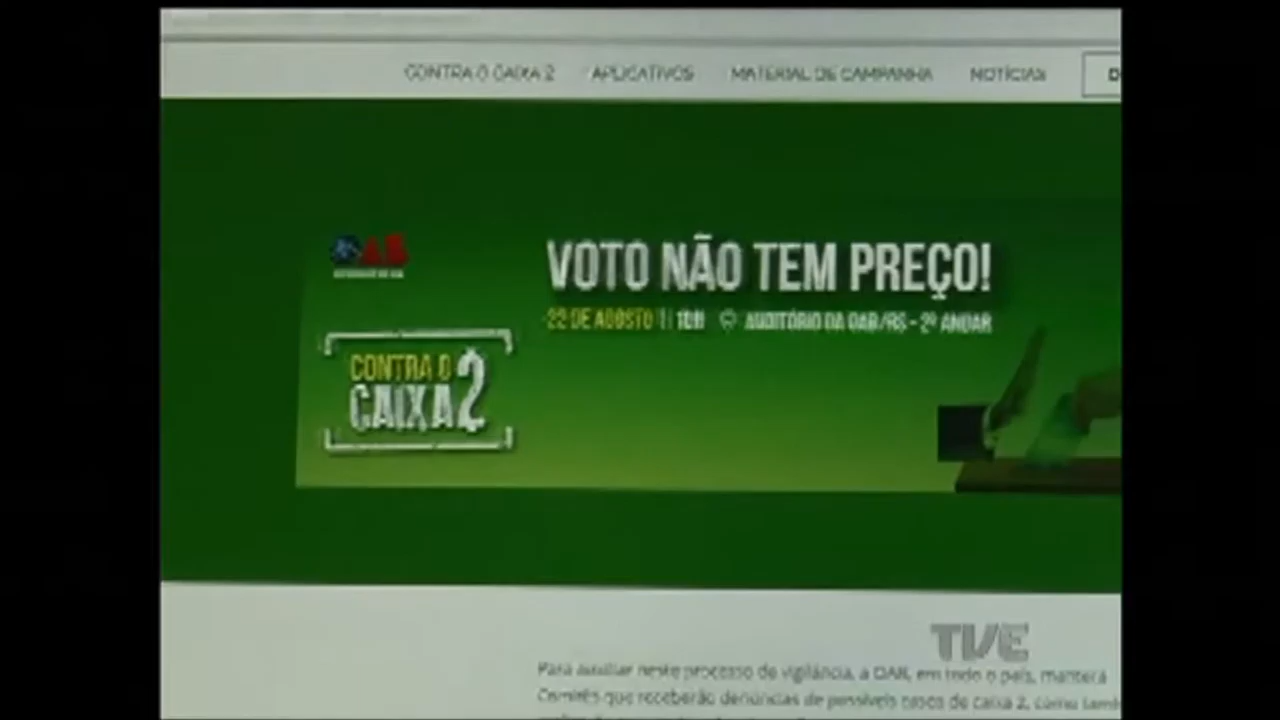 CONTRA O CAIXA 2 APLICATIVOS MATERIAL DE CAMPANHA NOTÍCIAS D
OAB
VOTO NÃO TEM PREÇO!
22 DE AGOSTO | 10H AUDITÓRIO DA OAB/RS - 2º ANDAR
CONTRA O
CAIXA 2
TVE
Para auxiliar neste processo de vigilância, a OAB, em todo o país, manterá
Comitês que receberão denúncias de possíveis casos de caixa 2, como tamb